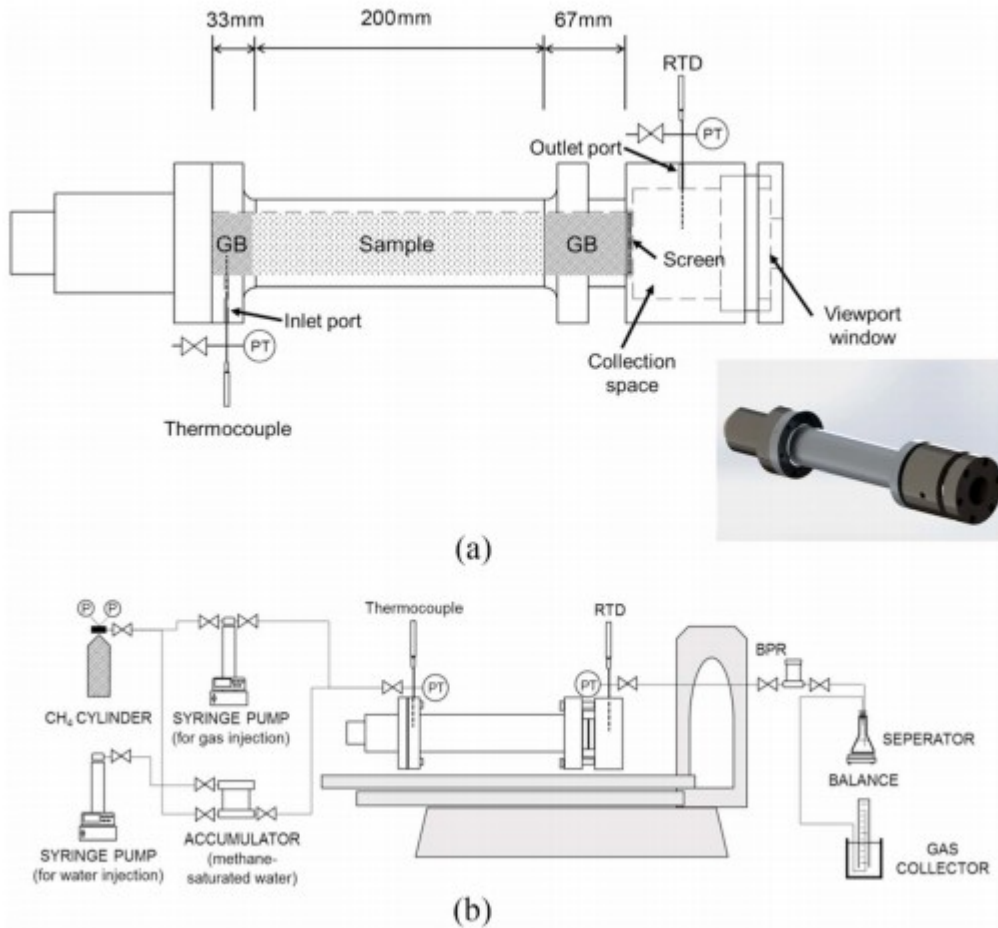 33mm
200mm
67mm
RTD
PT
Outlet port
GB
Sample
GB
Screen
Inlet port
PT
Viewport
window
Collection
space
Thermocouple
(a)
Thermocouple
RTD
P P
BPR
PT
PT
CH₄ CYLINDER
SYRINGE PUMP
(for gas injection)
SEPERATOR
BALANCE
SYRINGE PUMP
(for water injection)
ACCUMULATOR
(methane-
saturated water)
GAS
COLLECTOR
(b)